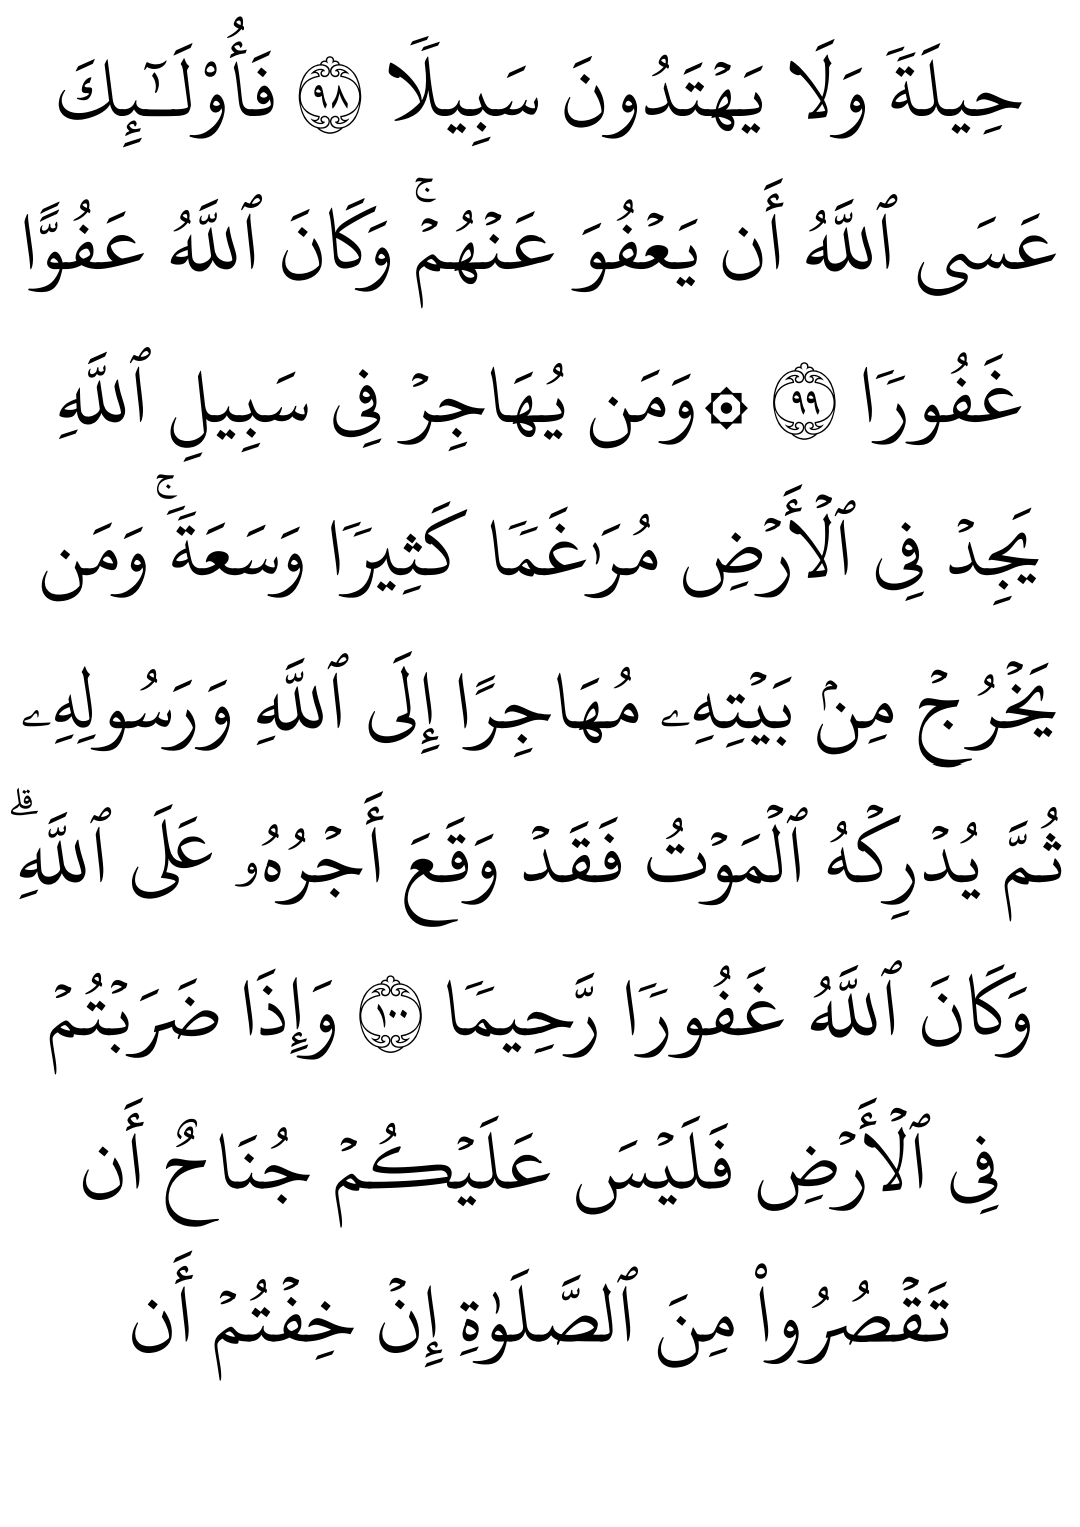 حِيلَةٗ وَلَا يَهۡتَدُونَ سَبِيلٗا ٩٨ فَأُوْلَـٰٓئِكَ
عَسَى ٱللَّهُ أَن يَعۡفُوَ عَنۡهُمۡۚ وَكَانَ ٱللَّهُ عَفُوًّا
غَفُورٗا ٩٩ ۞وَمَن يُهَاجِرۡ فِي سَبِيلِ ٱللَّهِ
يَجِدۡ فِي ٱلۡأَرۡضِ مُرَٰغَمٗا كَثِيرٗا وَسَعَةٗۚ وَمَن
يَخۡرُجۡ مِنۢ بَيۡتِهِۦ مُهَاجِرًا إِلَى ٱللَّهِ وَرَسُولِهِۦ
ثُمَّ يُدۡرِكۡهُ ٱلۡمَوۡتُ فَقَدۡ وَقَعَ أَجۡرُهُۥ عَلَى ٱللَّهِۗ
وَكَانَ ٱللَّهُ غَفُورٗا رَّحِيمٗا ١٠٠ وَإِذَا ضَرَبۡتُمۡ
فِي ٱلۡأَرۡضِ فَلَيۡسَ عَلَيۡكُمۡ جُنَاحٌ أَن
تَقۡصُرُواْ مِنَ ٱلصَّلَوٰةِ إِنۡ خِفۡتُمۡ أَن